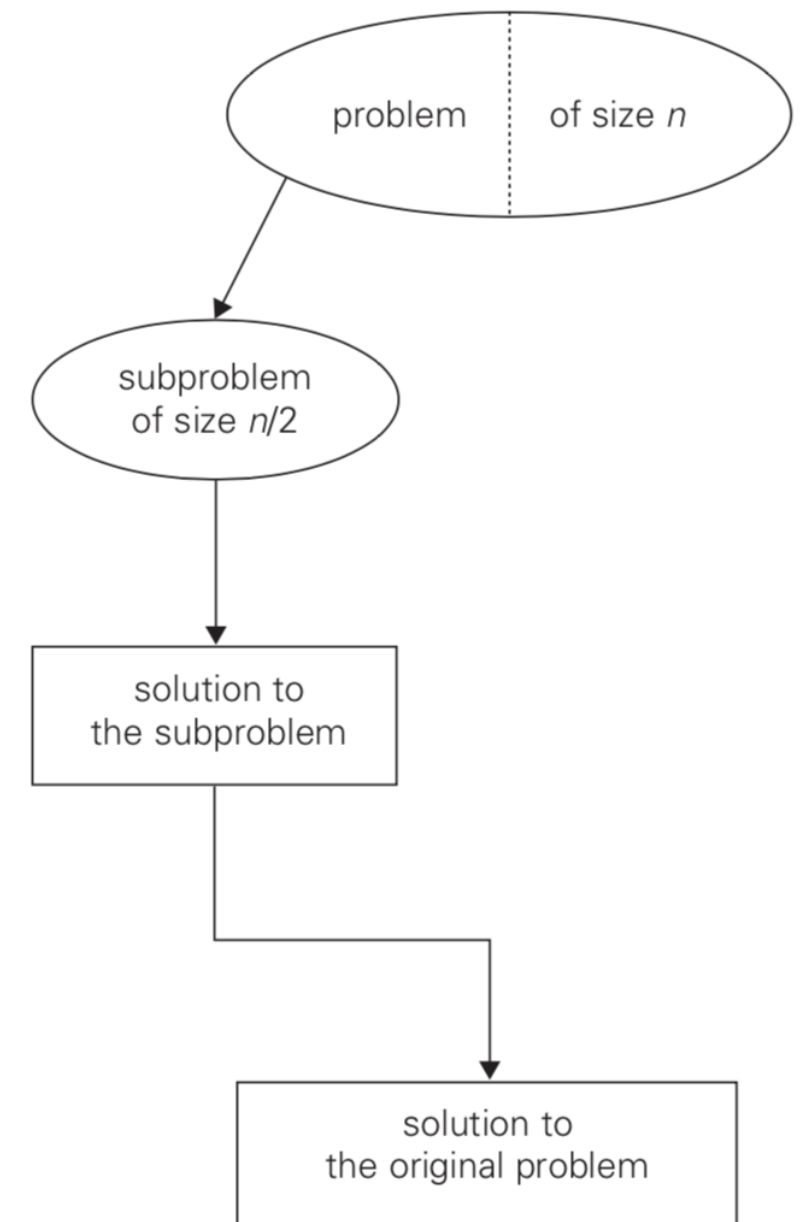 problem of size n
subproblem
of size n/2
solution to
the subproblem
solution to
the original problem